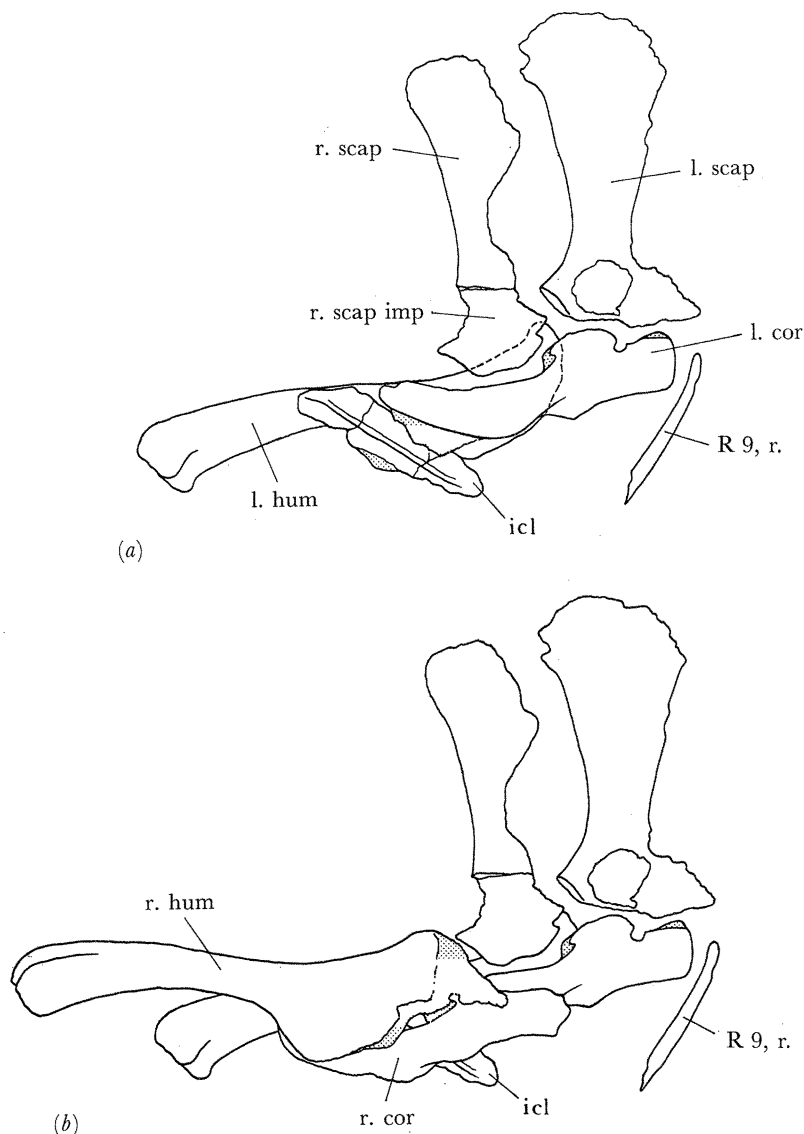 r. scap
l. scap
r. scap imp
l. cor
R 9, r.
l. hum
icl
(a)
r. hum
R 9, r.
icl
r. cor
(b)